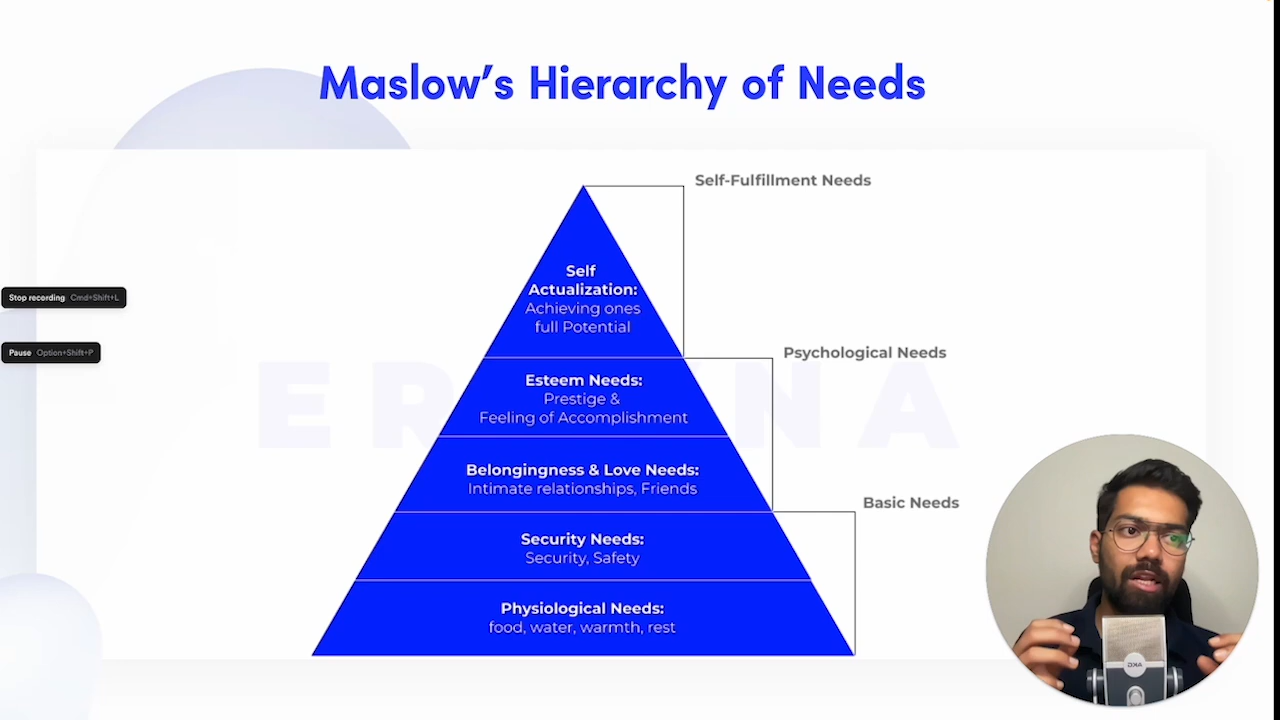 Maslow's Hierarchy of Needs
Self-Fulfillment Needs
Self
Actualization:
Achieving ones
full Potential
Stop recording Cmd+Shift+L
Pause Option+Shift+P
Psychological Needs
Esteem Needs:
Prestige &
Feeling of Accomplishment
Belongingness & Love Needs:
Intimate relationships, Friends
Basic Needs
Security Needs:
Security, Safety
Physiological Needs:
food, water, warmth, rest
AKG